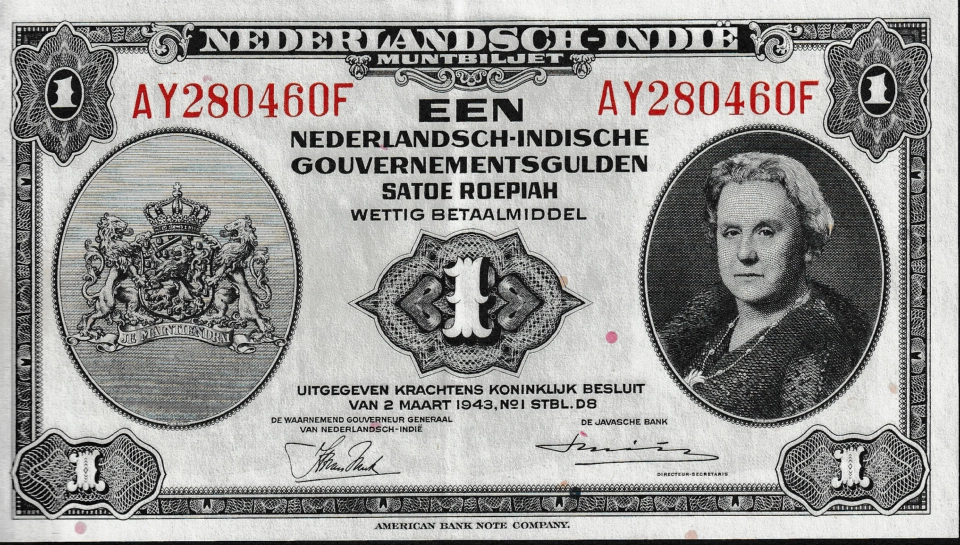 NEDERLANDSCH-INDIË
MUNTBILJET
1
1
AY280460F
AY280460F
EEN
NEDERLANDSCH-INDISCHE
GOUVERNEMENTSGULDEN
SATOE ROEPIAH
WETTIG BETAALMIDDEL
1
JE MAINTIENDRAI
UITGEGEVEN KRACHTENS KONINKLIJK BESLUIT
VAN 2 MAART 1943, No1 STBL. D8
DE WAARNEMEND GOUVERNEUR GENERAAL
VAN NEDERLANDSCH-INDIË
DE JAVASCHE BANK
DIRECTEUR-SECRETARIS
1
1
AMERICAN BANK NOTE COMPANY.